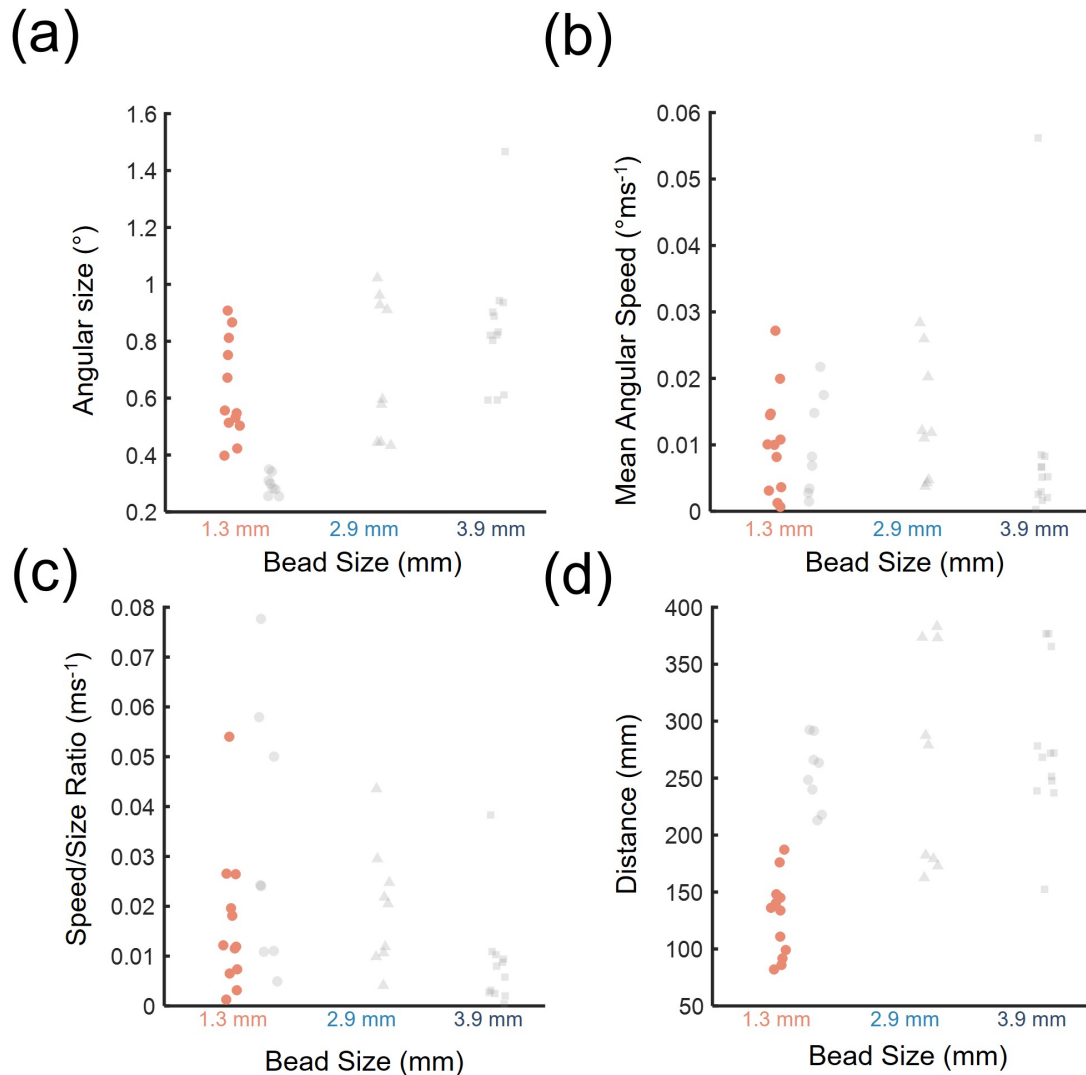 (a)
(b)
1.6
1.4
1.2
1
0.8
0.6
0.4
0.2
Angular size (°)
1.3 mm 2.9 mm 3.9 mm
Bead Size (mm)
0.06
0.05
0.04
0.03
0.02
0.01
0
Mean Angular Speed (°ms⁻¹)
1.3 mm 2.9 mm 3.9 mm
Bead Size (mm)
(c)
(d)
0.08
0.07
0.06
0.05
0.04
0.03
0.02
0.01
0
Speed/Size Ratio (ms⁻¹)
1.3 mm 2.9 mm 3.9 mm
Bead Size (mm)
400
350
300
250
200
150
100
50
Distance (mm)
1.3 mm 2.9 mm 3.9 mm
Bead Size (mm)